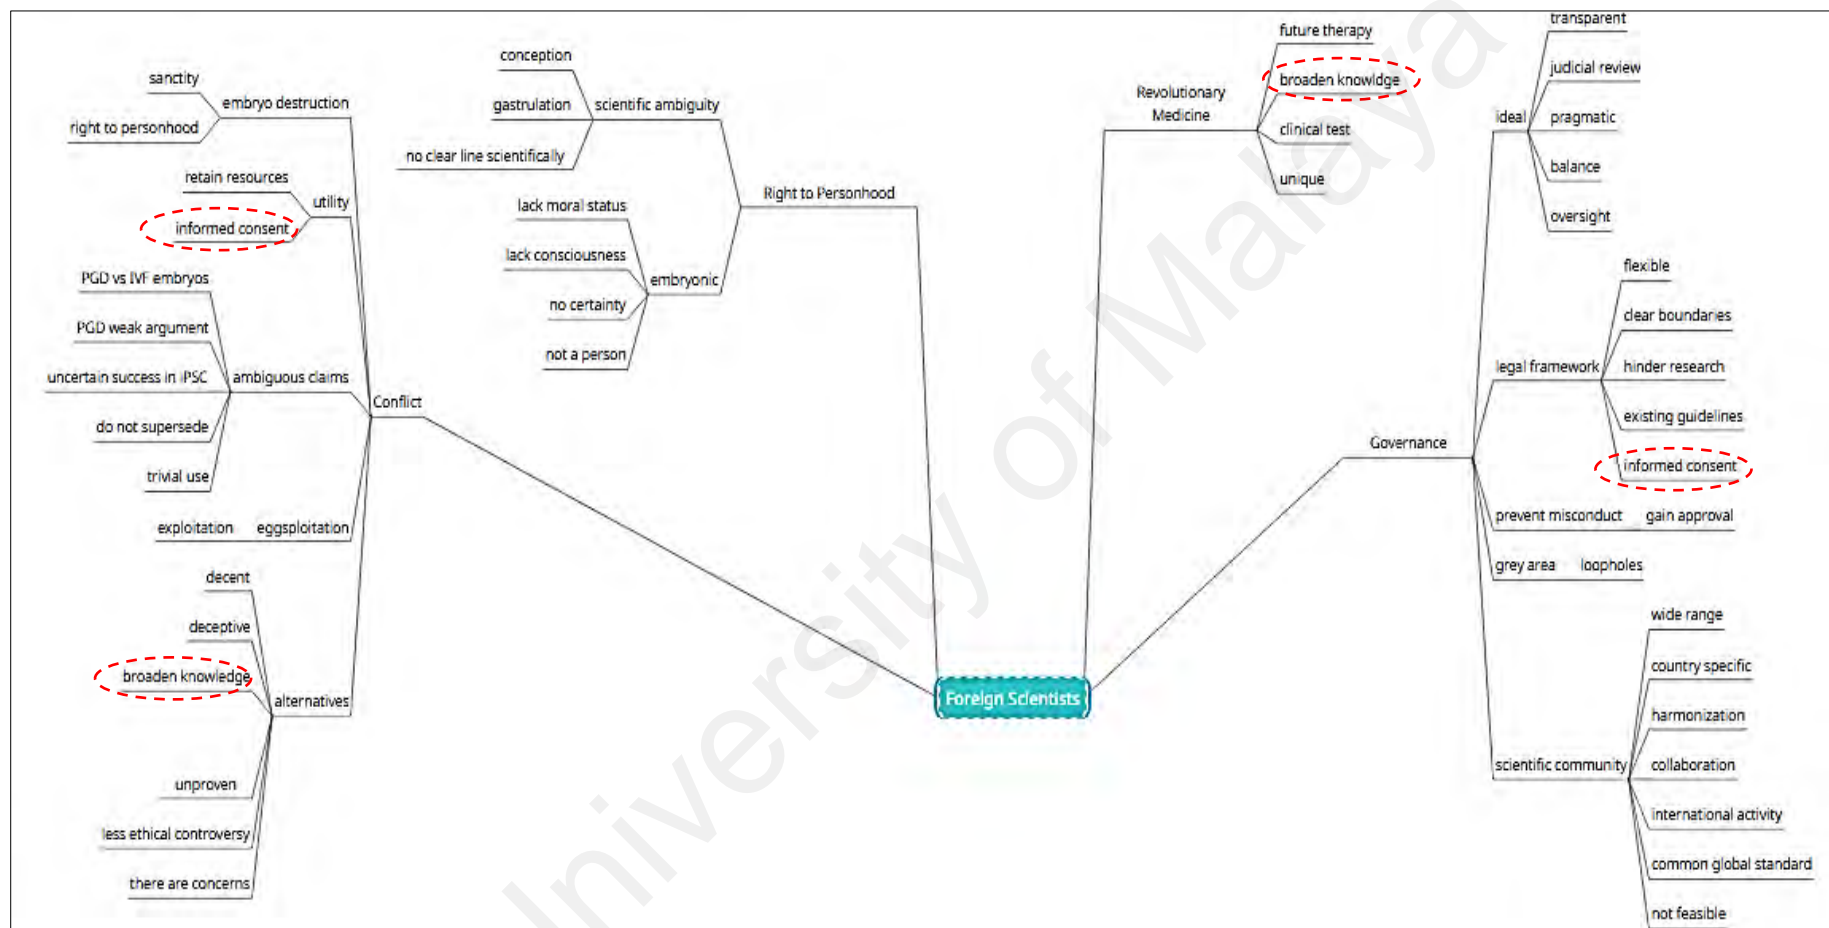 conception
gastrulation
no clear line scientifically
scientific ambiguity
lack moral status
lack consciousness
no certainty
not a person
embryonic
Right to Personhood
sanctity
right to personhood
embryo destruction
retain resources
informed consent
utility
PGD vs IVF embryos
PGD weak argument
uncertain success in iPSC
do not supersede
trivial use
ambiguous claims
exploitation
eggsploitation
decent
deceptive
broaden knowledge
unproven
less ethical controversy
there are concerns
alternatives
Conflict
Foreign Scientists
Revolutionary
Medicine
future therapy
broaden knowldge
clinical test
unique
Governance
ideal
transparent
judicial review
pragmatic
balance
oversight
legal framework
flexible
clear boundaries
hinder research
existing guidelines
informed consent
prevent misconduct
gain approval
grey area
loopholes
scientific community
wide range
country specific
harmonization
collaboration
international activity
common global standard
not feasible
University of Malaya